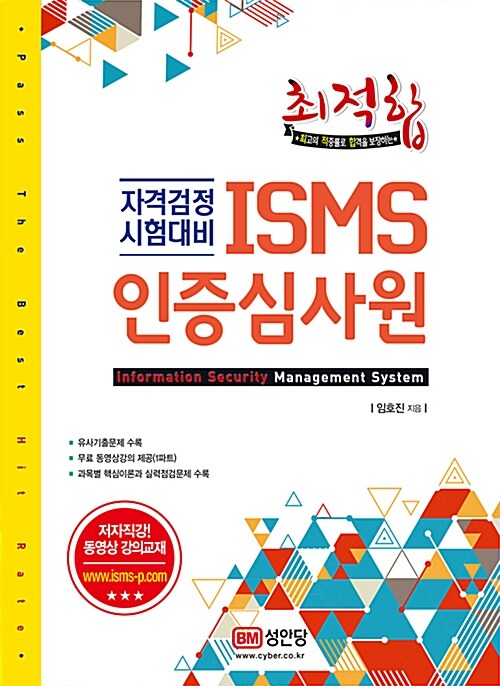 • Pass The Best Hit Rate •
최적합
★최고의 적중률로 합격을 보장하는★
자격검정
시험대비
ISMS
인증심사원
Information Security Management System
| 임호진 지음 |
● 유사기출문제 수록
● 무료 동영상강의 제공(1파트)
● 과목별 핵심이론과 실력점검문제 수록
저자직강!
동영상 강의교재
www.isms-p.com
★★★
BM 성안당
www.cyber.co.kr